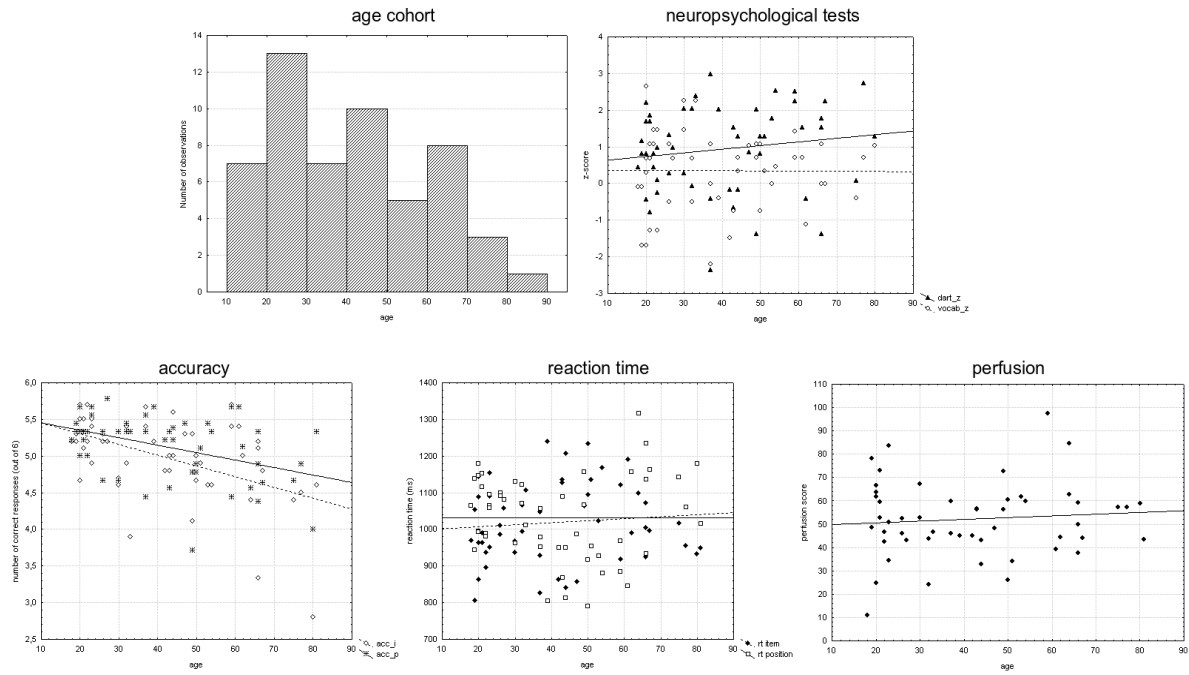 age cohort
14
12
10
8
6
4
2
0
Number of observations
10 20 30 40 50 60 70 80 90
age
neuropsychological tests
4
3
2
1
0
-1
-2
-3
z-score
10 20 30 40 50 60 70 80 90
age
dart_z
vocab_z
accuracy
6,0
5,5
5,0
4,5
4,0
3,5
3,0
2,5
number of correct responses (out of 6)
10 20 30 40 50 60 70 80 90
age
acc_i
acc_p
reaction time
1400
1300
1200
1100
1000
900
800
700
reaction time (ms)
10 20 30 40 50 60 70 80 90
age
rt item
rt position
perfusion
110
100
90
80
70
60
50
40
30
20
10
0
perfusion score
10 20 30 40 50 60 70 80 90
age